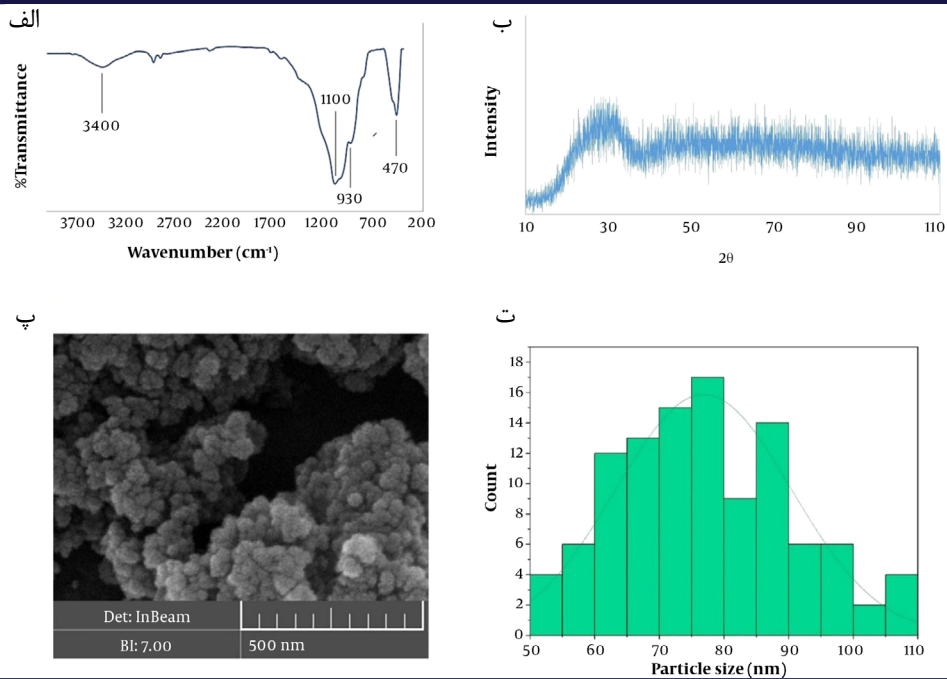 الف
%Transmittance
1100
3400
470
930
3700 3200 2700 2200 1700 1200 700 200
Wavenumber (cm-1)
ب
Intensity
10 30 50 70 90 110
2θ
پ
Det: InBeam
BI: 7.00
500 nm
ت
Count
18
16
14
12
10
8
6
4
2
0
50 60 70 80 90 100 110
Particle size (nm)